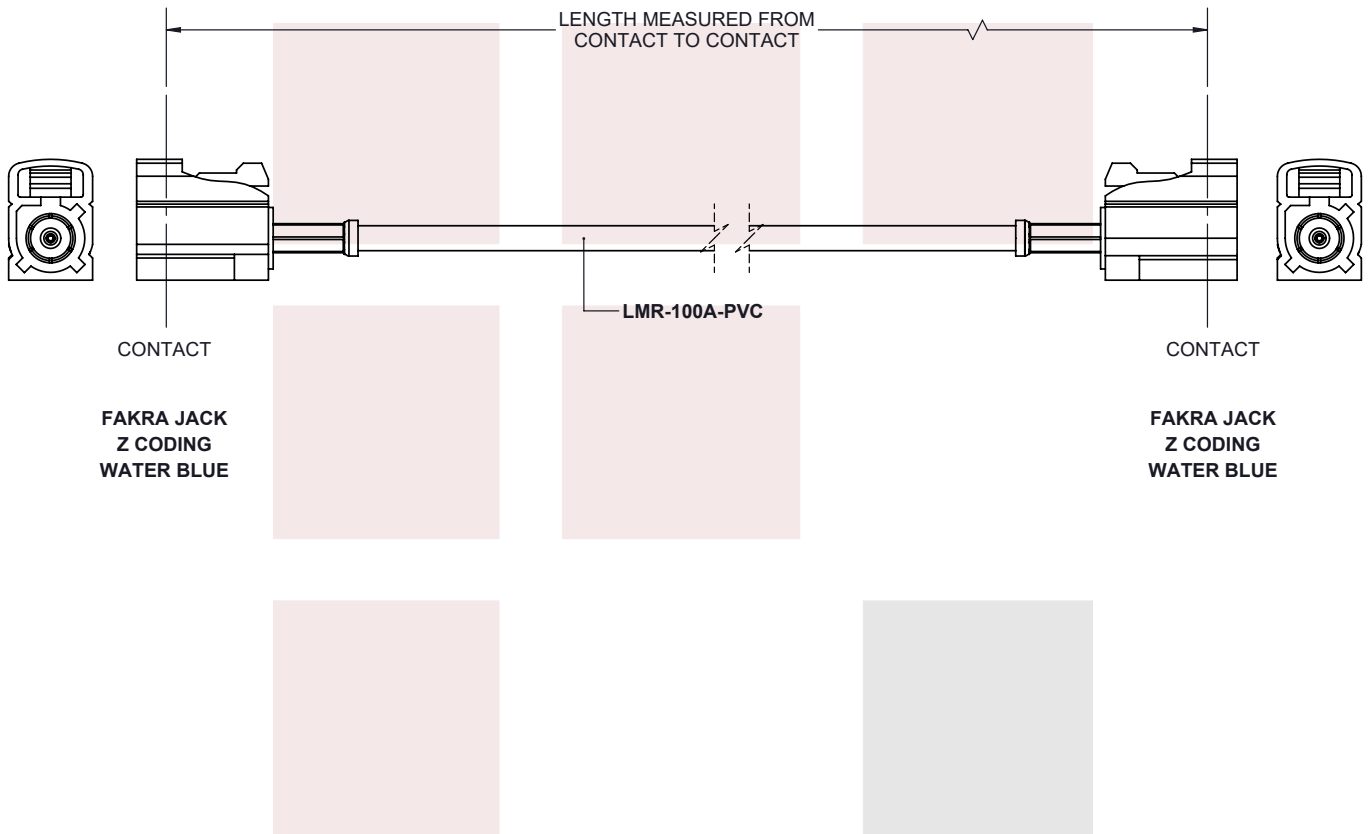 LENGTH MEASURED FROM
CONTACT TO CONTACT
LMR-100A-PVC
CONTACT
CONTACT
FAKRA JACK
Z CODING
WATER BLUE
FAKRA JACK
Z CODING
WATER BLUE